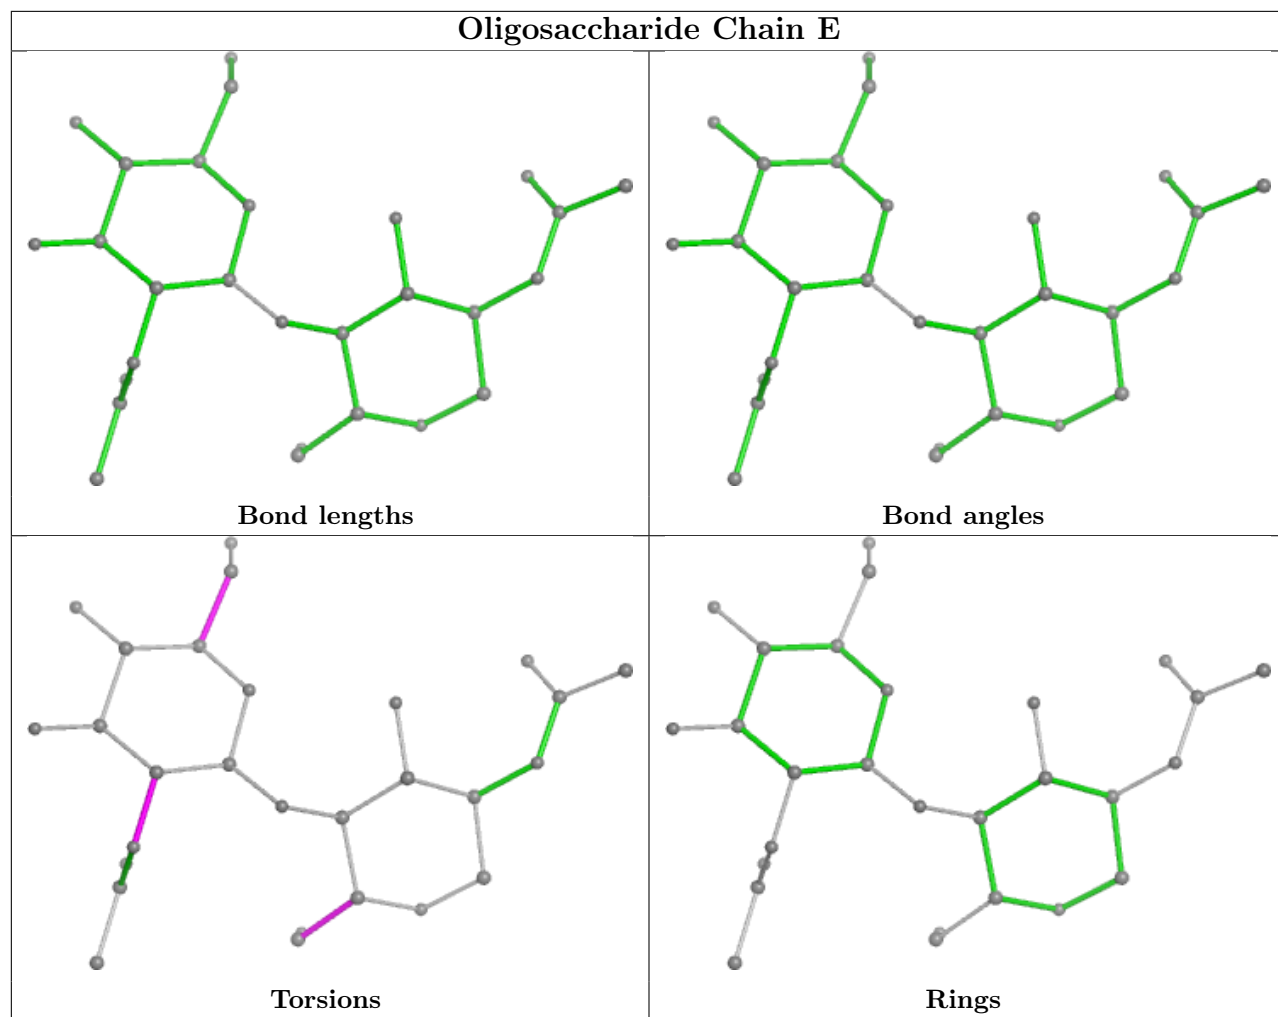 Oligosaccharide Chain E
Bond lengths
Bond angles
Torsions
Rings